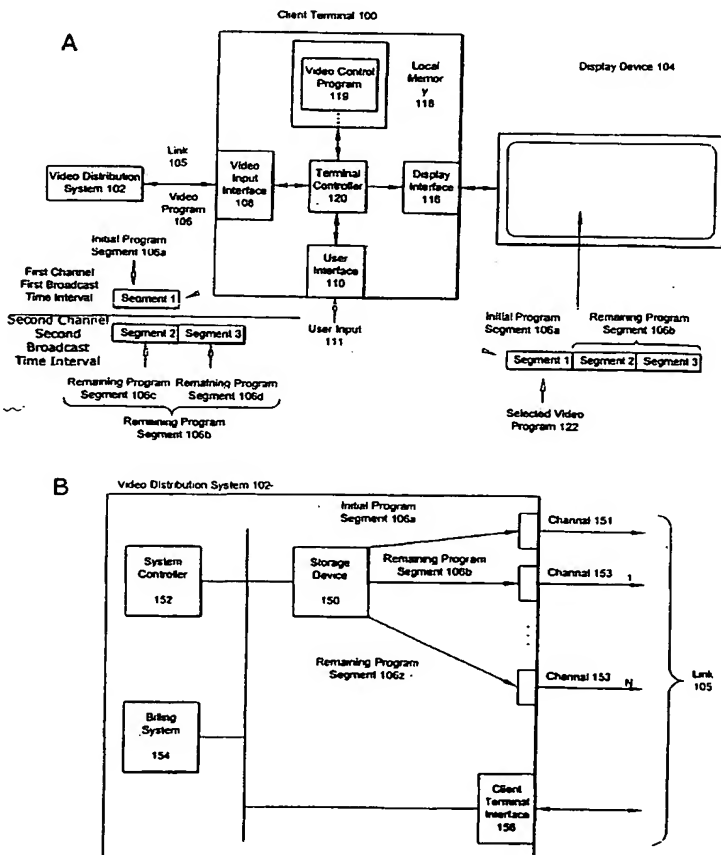 Client Terminal 100
A
Video Control
Program
119
Local
Memor
y
118
Display Device 104
Link
105
Video Distribution
System 102
Video
Program
106
Video
Input
Interface
108
Terminal
Controller
120
Display
Interface
116
User
Interface
110
User Input
111
Initial Program
Segment 106a
First Channel
First Broadcast
Time Interval
Segment 1
Second Channel
Second
Broadcast
Time Interval
Segment 2
Segment 3
Remaining Program
Segment 106c
Remaining Program
Segment 106d
Remaining Program
Segment 106b
Initial Program
Segment 106a
Remaining Program
Segment 106b
Segment 1
Segment 2
Segment 3
Selected Video
Program 122
B
Video Distribution System 102
System
Controller
152
Storage
Device
150
Billing
System
154
Initial Program
Segment 106a
Remaining Program
Segment 106b
Remaining Program
Segment 106z
Channal 151
Channal 153
1
Channal 153
N
Link
105
Client
Terminal
Interface
156